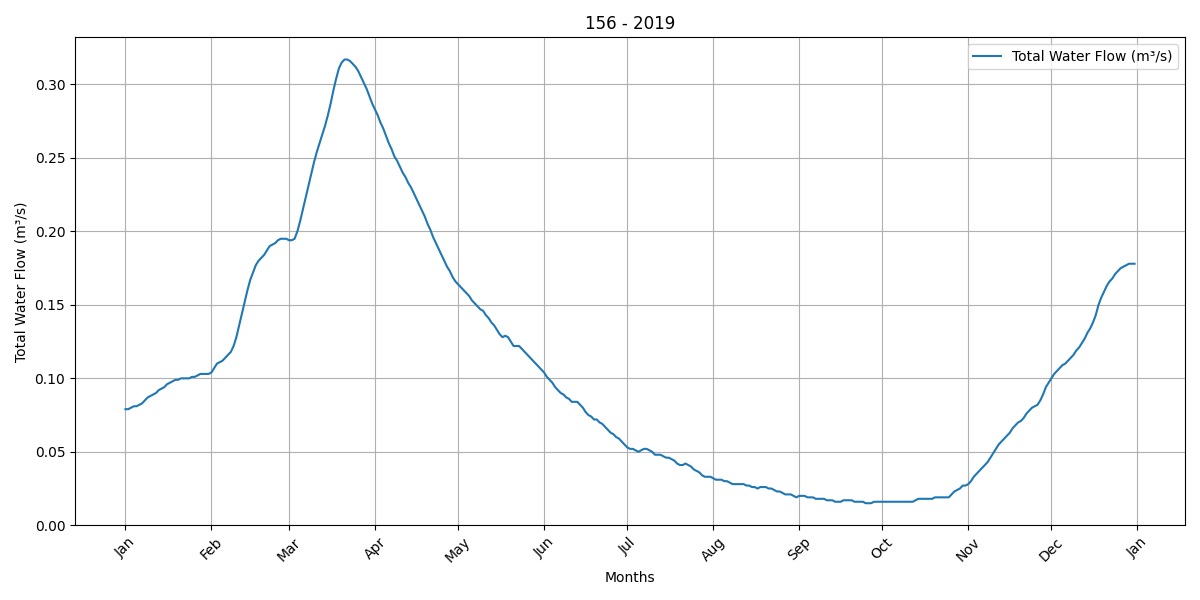 156 - 2019
Total Water Flow (m³/s)
Total Water Flow (m³/s)
0.30
0.25
0.20
0.15
0.10
0.05
0.00
Jan
Feb
Mar
Apr
May
Jun
Jul
Aug
Sep
Oct
Nov
Dec
Jan
Months